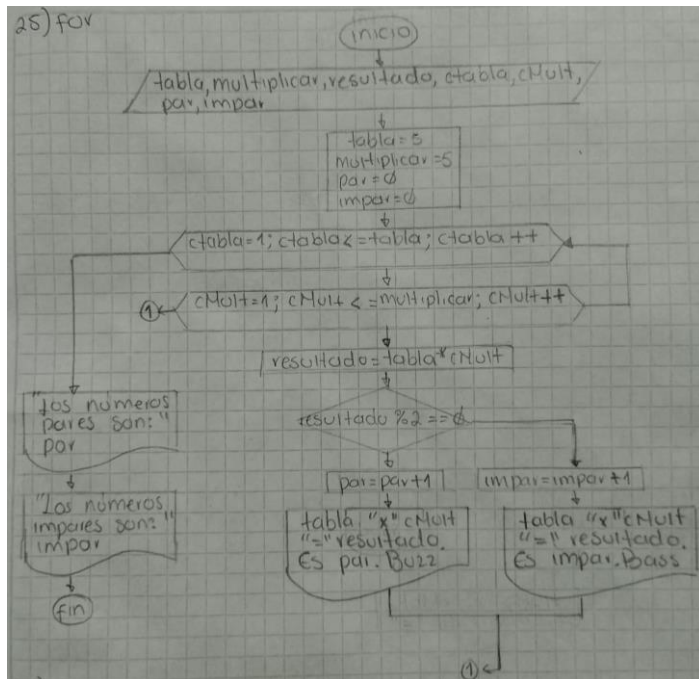 25) for
inicio
tabla, multiplicar, resultado, ctabla, cMult,
par, impar
tabla=5
multiplicar=5
par=∅
impar=∅
ctabla=1; ctabla<=tabla; ctabla++
1
cMult=1; cMult<=multiplicar; cMult++
resultado=tabla*cMult
resultado %2==∅
"Los números
pares son:"
par
par=par+1
impar=impar+1
"Los números
impares son:"
impar
tabla "x" cMult
"=" resultado.
Es par. Buzz
tabla "x" cMult
"=" resultado.
Es impar. Bass
fin
1